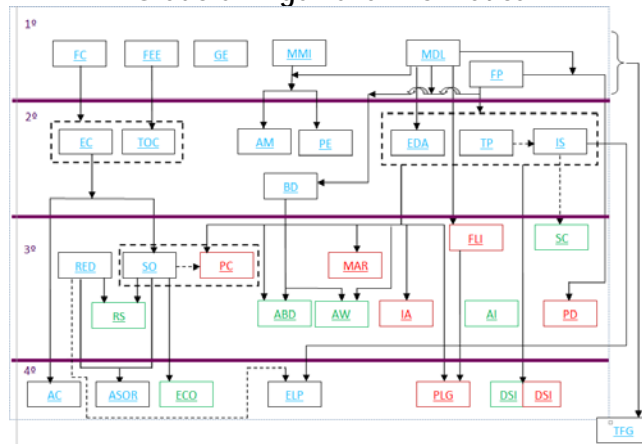 1º
FC FEE GE MMI MDL
FP
2º
EC TOC AM PE EDA TP IS
BD
3º
FLI SC
RED SO PC MAR
RS ABD AW IA AI PD
4º
AC ASOR ECO ELP PLG DSI DSI
TFG